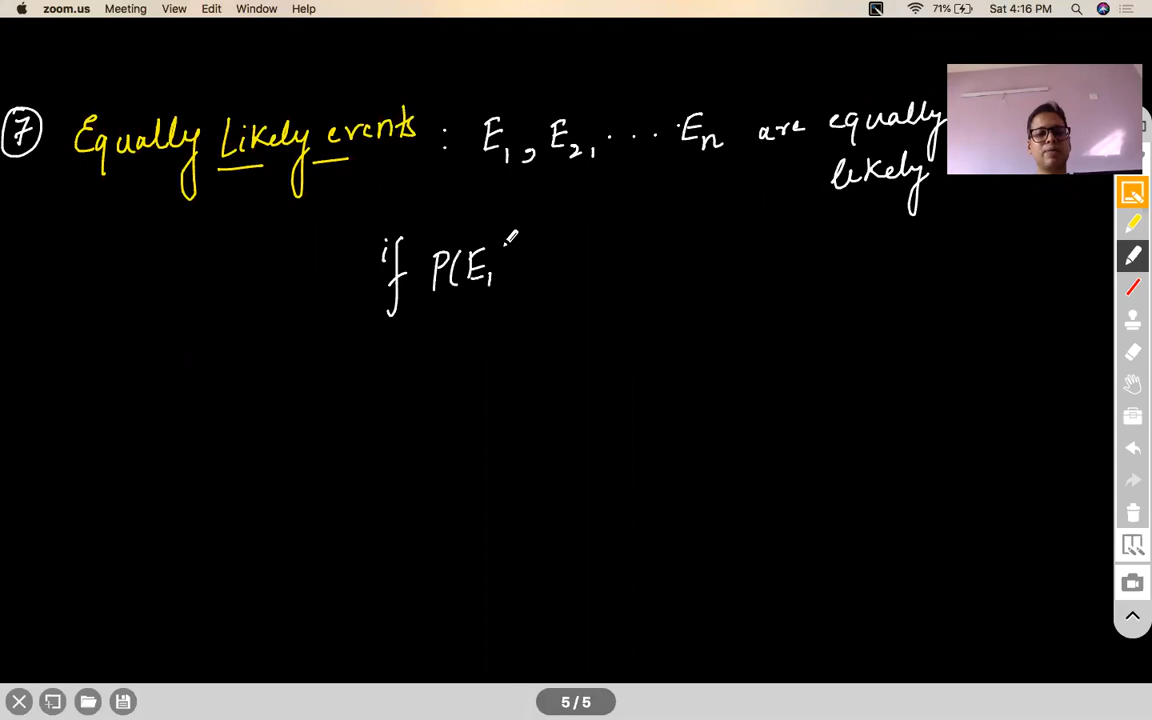 zoom.us Meeting View Edit Window Help 71% Sat 4:16 PM
7 Equally Likely events : E1, E2, ... En are equally
likely
if P(E1
5 / 5